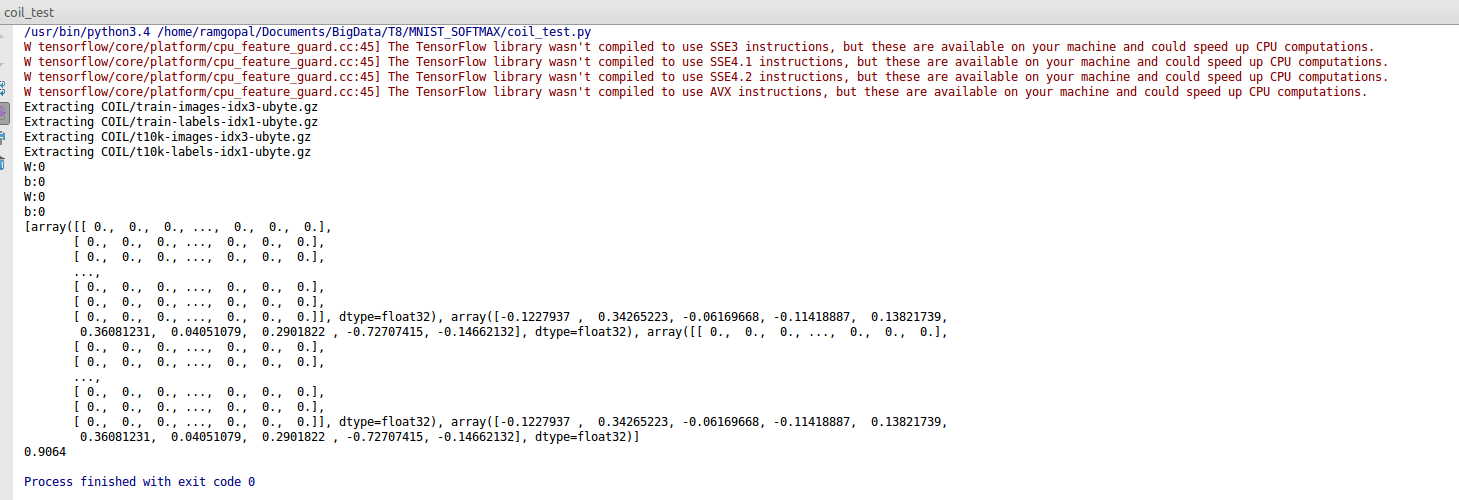 coil_test
/usr/bin/python3.4 /home/ramgopal/Documents/BigData/T8/MNIST_SOFTMAX/coil_test.py
W tensorflow/core/platform/cpu_feature_guard.cc:45] The TensorFlow library wasn't compiled to use SSE3 instructions, but these are available on your machine and could speed up CPU computations.
W tensorflow/core/platform/cpu_feature_guard.cc:45] The TensorFlow library wasn't compiled to use SSE4.1 instructions, but these are available on your machine and could speed up CPU computations.
W tensorflow/core/platform/cpu_feature_guard.cc:45] The TensorFlow library wasn't compiled to use SSE4.2 instructions, but these are available on your machine and could speed up CPU computations.
W tensorflow/core/platform/cpu_feature_guard.cc:45] The TensorFlow library wasn't compiled to use AVX instructions, but these are available on your machine and could speed up CPU computations.
Extracting COIL/train-images-idx3-ubyte.gz
Extracting COIL/train-labels-idx1-ubyte.gz
Extracting COIL/t10k-images-idx3-ubyte.gz
Extracting COIL/t10k-labels-idx1-ubyte.gz
W:0
b:0
W:0
b:0
[array([[ 0.,  0.,  0., ...,  0.,  0.,  0.],
       [ 0.,  0.,  0., ...,  0.,  0.,  0.],
       [ 0.,  0.,  0., ...,  0.,  0.,  0.],
       ...,
       [ 0.,  0.,  0., ...,  0.,  0.,  0.],
       [ 0.,  0.,  0., ...,  0.,  0.,  0.],
       [ 0.,  0.,  0., ...,  0.,  0.,  0.]], dtype=float32), array([-0.1227937 ,  0.34265223, -0.06169668, -0.11418887,  0.13821739,
        0.36081231,  0.04051079,  0.2901822 , -0.72707415, -0.14662132], dtype=float32), array([[ 0.,  0.,  0., ...,  0.,  0.,  0.],
       [ 0.,  0.,  0., ...,  0.,  0.,  0.],
       [ 0.,  0.,  0., ...,  0.,  0.,  0.],
       ...,
       [ 0.,  0.,  0., ...,  0.,  0.,  0.],
       [ 0.,  0.,  0., ...,  0.,  0.,  0.],
       [ 0.,  0.,  0., ...,  0.,  0.,  0.]], dtype=float32), array([-0.1227937 ,  0.34265223, -0.06169668, -0.11418887,  0.13821739,
        0.36081231,  0.04051079,  0.2901822 , -0.72707415, -0.14662132], dtype=float32)]
0.9064
Process finished with exit code 0